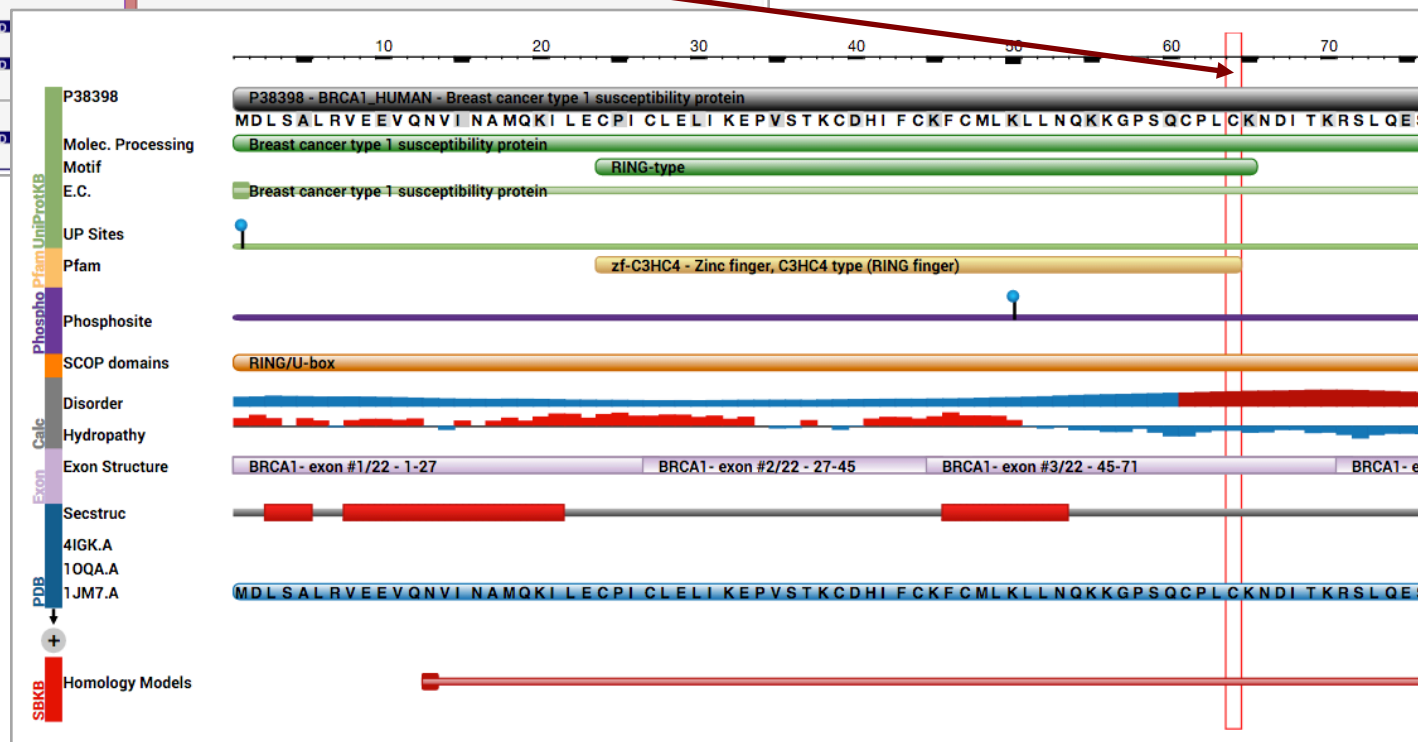 10 20 30 40 50 60 70
P38398
P38398 - BRCA1_HUMAN - Breast cancer type 1 susceptibility protein
MDLSALRVEEVQNVINAMQKILECPICLELIKEPVSTKCDHIFCKFCMLKLLNQKKGPSQCPLCKNDITKRSLQES
Molec. Processing
Breast cancer type 1 susceptibility protein
Motif
RING-type
E.C.
Breast cancer type 1 susceptibility protein
UniProtKB
UP Sites
Pfam
Pfam
zf-C3HC4 - Zinc finger, C3HC4 type (RING finger)
Phospho
Phosphosite
SCOP domains
RING/U-box
Disorder
Calc
Hydropathy
Exon
Exon Structure
BRCA1- exon #1/22 - 1-27
BRCA1- exon #2/22 - 27-45
BRCA1- exon #3/22 - 45-71
BRCA1- e
Secstruc
4IGK.A
1OQA.A
PDB
1JM7.A
MDLSALRVEEVQNVINAMQKILECPICLELIKEPVSTKCDHIFCKFCMLKLLNQKKGPSQCPLCKNDITKRSLQES
+
SBKB
Homology Models